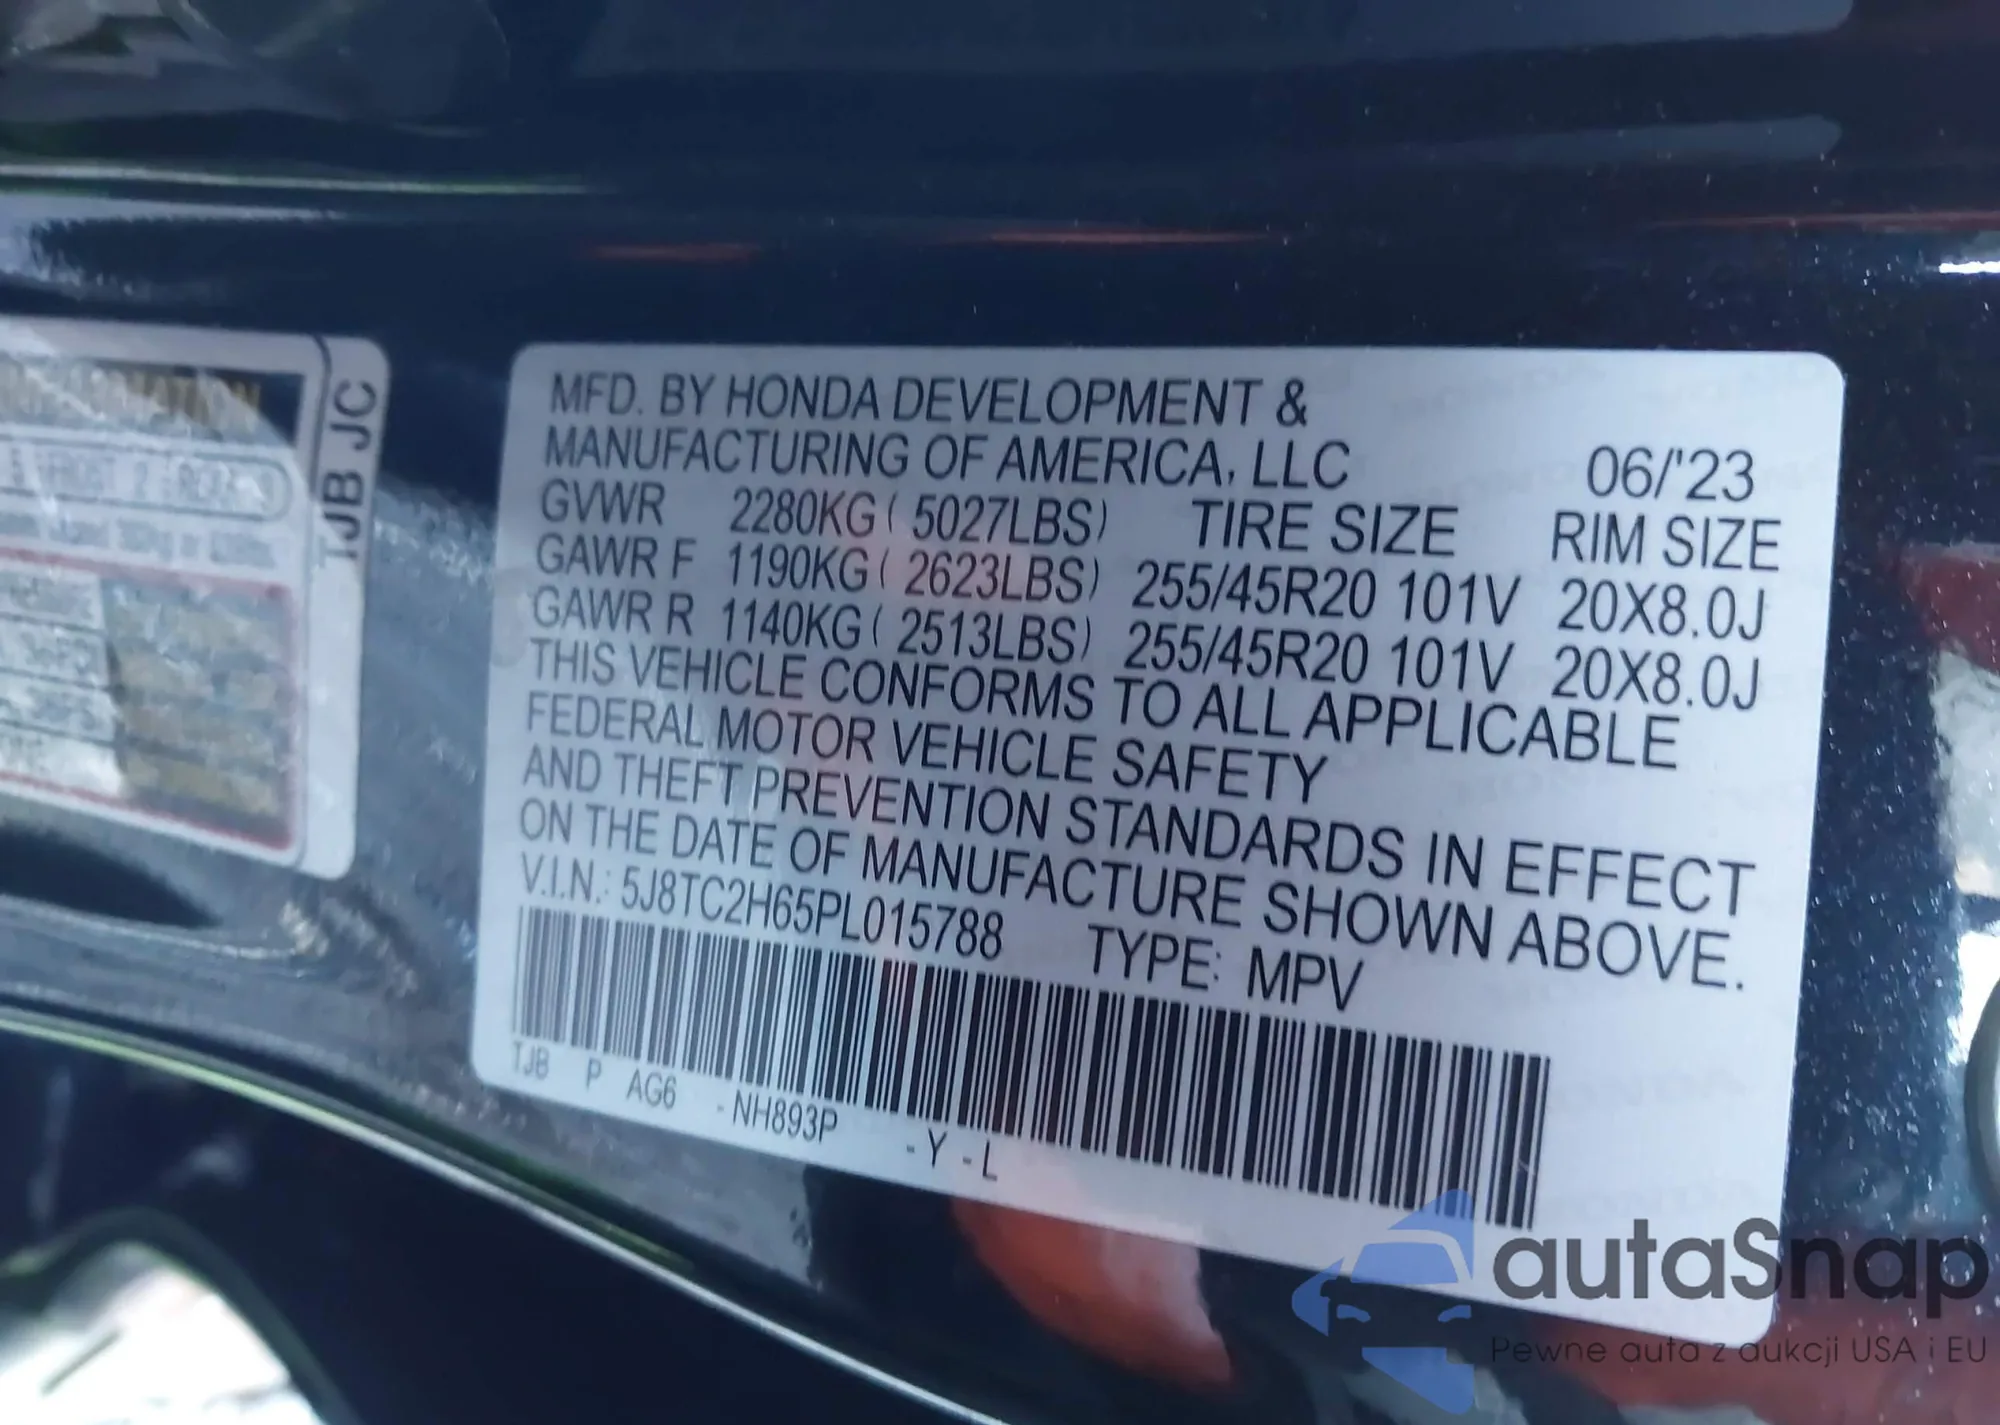 TJB JC
MFD. BY HONDA DEVELOPMENT &
MANUFACTURING OF AMERICA, LLC 06/'23
GVWR 2280KG ( 5027LBS) TIRE SIZE RIM SIZE
GAWR F 1190KG ( 2623LBS) 255/45R20 101V 20X8.0J
GAWR R 1140KG ( 2513LBS) 255/45R20 101V 20X8.0J
THIS VEHICLE CONFORMS TO ALL APPLICABLE
FEDERAL MOTOR VEHICLE SAFETY
AND THEFT PREVENTION STANDARDS IN EFFECT
ON THE DATE OF MANUFACTURE SHOWN ABOVE.
V.I.N.: 5J8TC2H65PL015788 TYPE: MPV
TJB P AG6 -NH893P -Y-L
autaSnap
Pewne auta z aukcji USA i EU